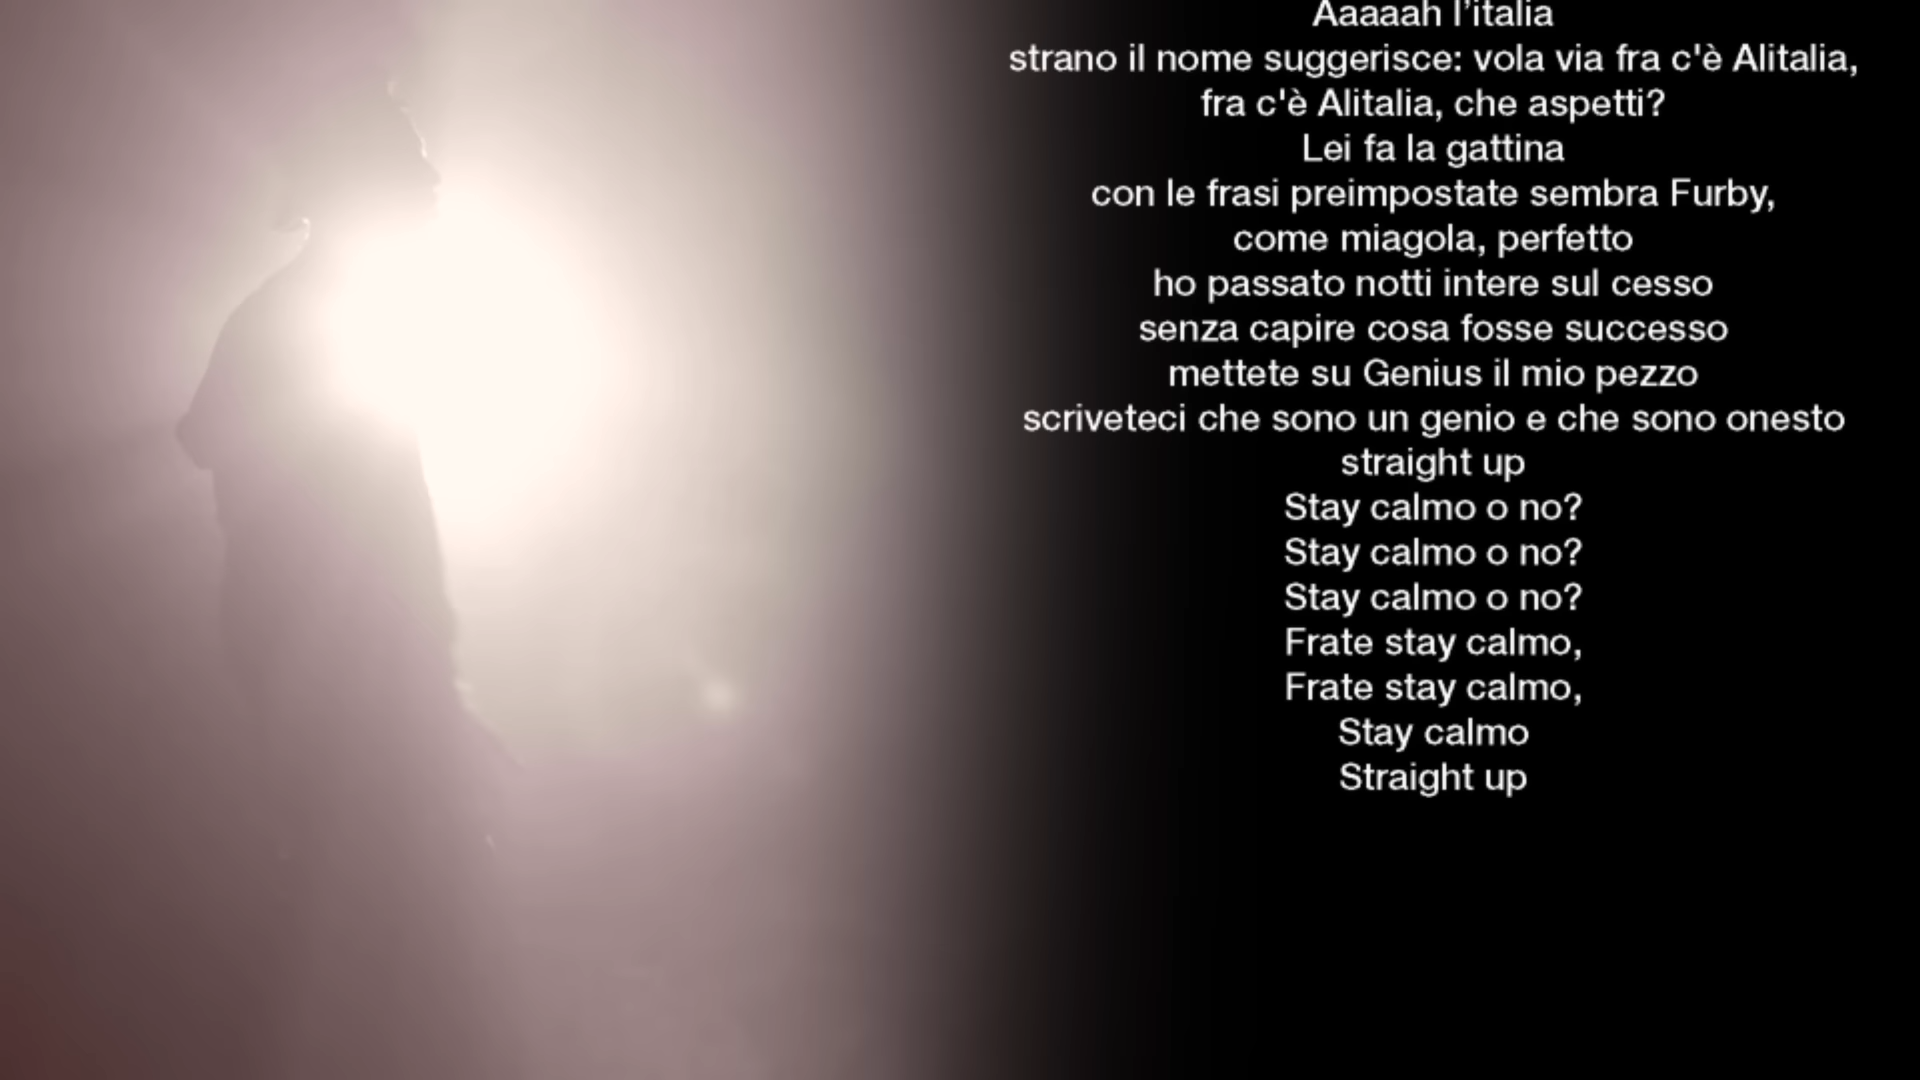 Aaaaah l’italia
strano il nome suggerisce: vola via fra c'è Alitalia,
fra c'è Alitalia, che aspetti?
Lei fa la gattina
con le frasi preimpostate sembra Furby,
come miagola, perfetto
ho passato notti intere sul cesso
senza capire cosa fosse successo
mettete su Genius il mio pezzo
scriveteci che sono un genio e che sono onesto
straight up
Stay calmo o no?
Stay calmo o no?
Stay calmo o no?
Frate stay calmo,
Frate stay calmo,
Stay calmo
Straight up